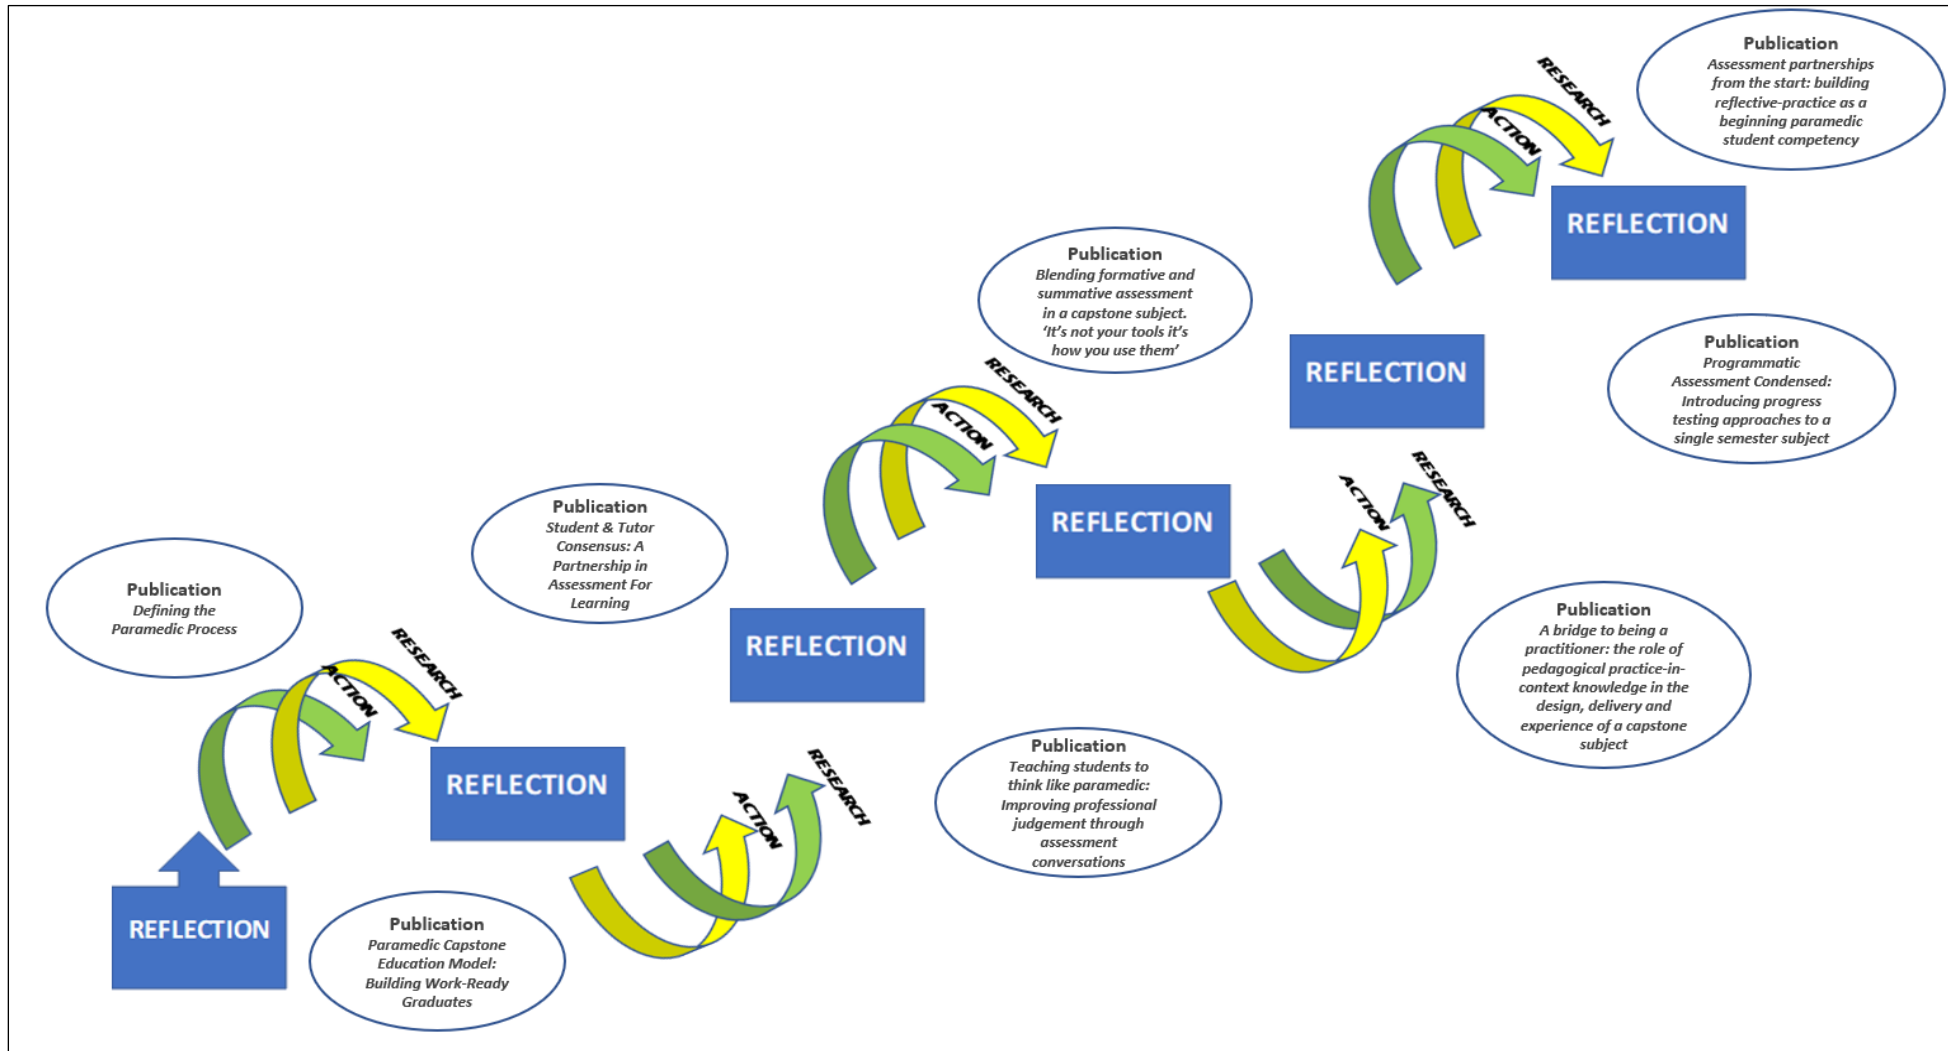 Publication
Defining the
Paramedic Process
ACTION
RESEARCH
REFLECTION
Publication
Paramedic Capstone
Education Model:
Building Work-Ready
Graduates
REFLECTION
Publication
Student & Tutor
Consensus: A
Partnership in
Assessment For
Learning
ACTION
RESEARCH
REFLECTION
Publication
Teaching students to
think like paramedic:
Improving professional
judgement through
assessment
conversations
ACTION
RESEARCH
Publication
Blending formative and
summative assessment
in a capstone subject.
‘It’s not your tools it’s
how you use them’
REFLECTION
ACTION
RESEARCH
Publication
A bridge to being a
practitioner: the role of
pedagogical practice-in-
context knowledge in the
design, delivery and
experience of a capstone
subject
REFLECTION
Publication
Programmatic
Assessment Condensed:
Introducing progress
testing approaches to a
single semester subject
ACTION
RESEARCH
REFLECTION
Publication
Assessment partnerships
from the start: building
reflective-practice as a
beginning paramedic
student competency